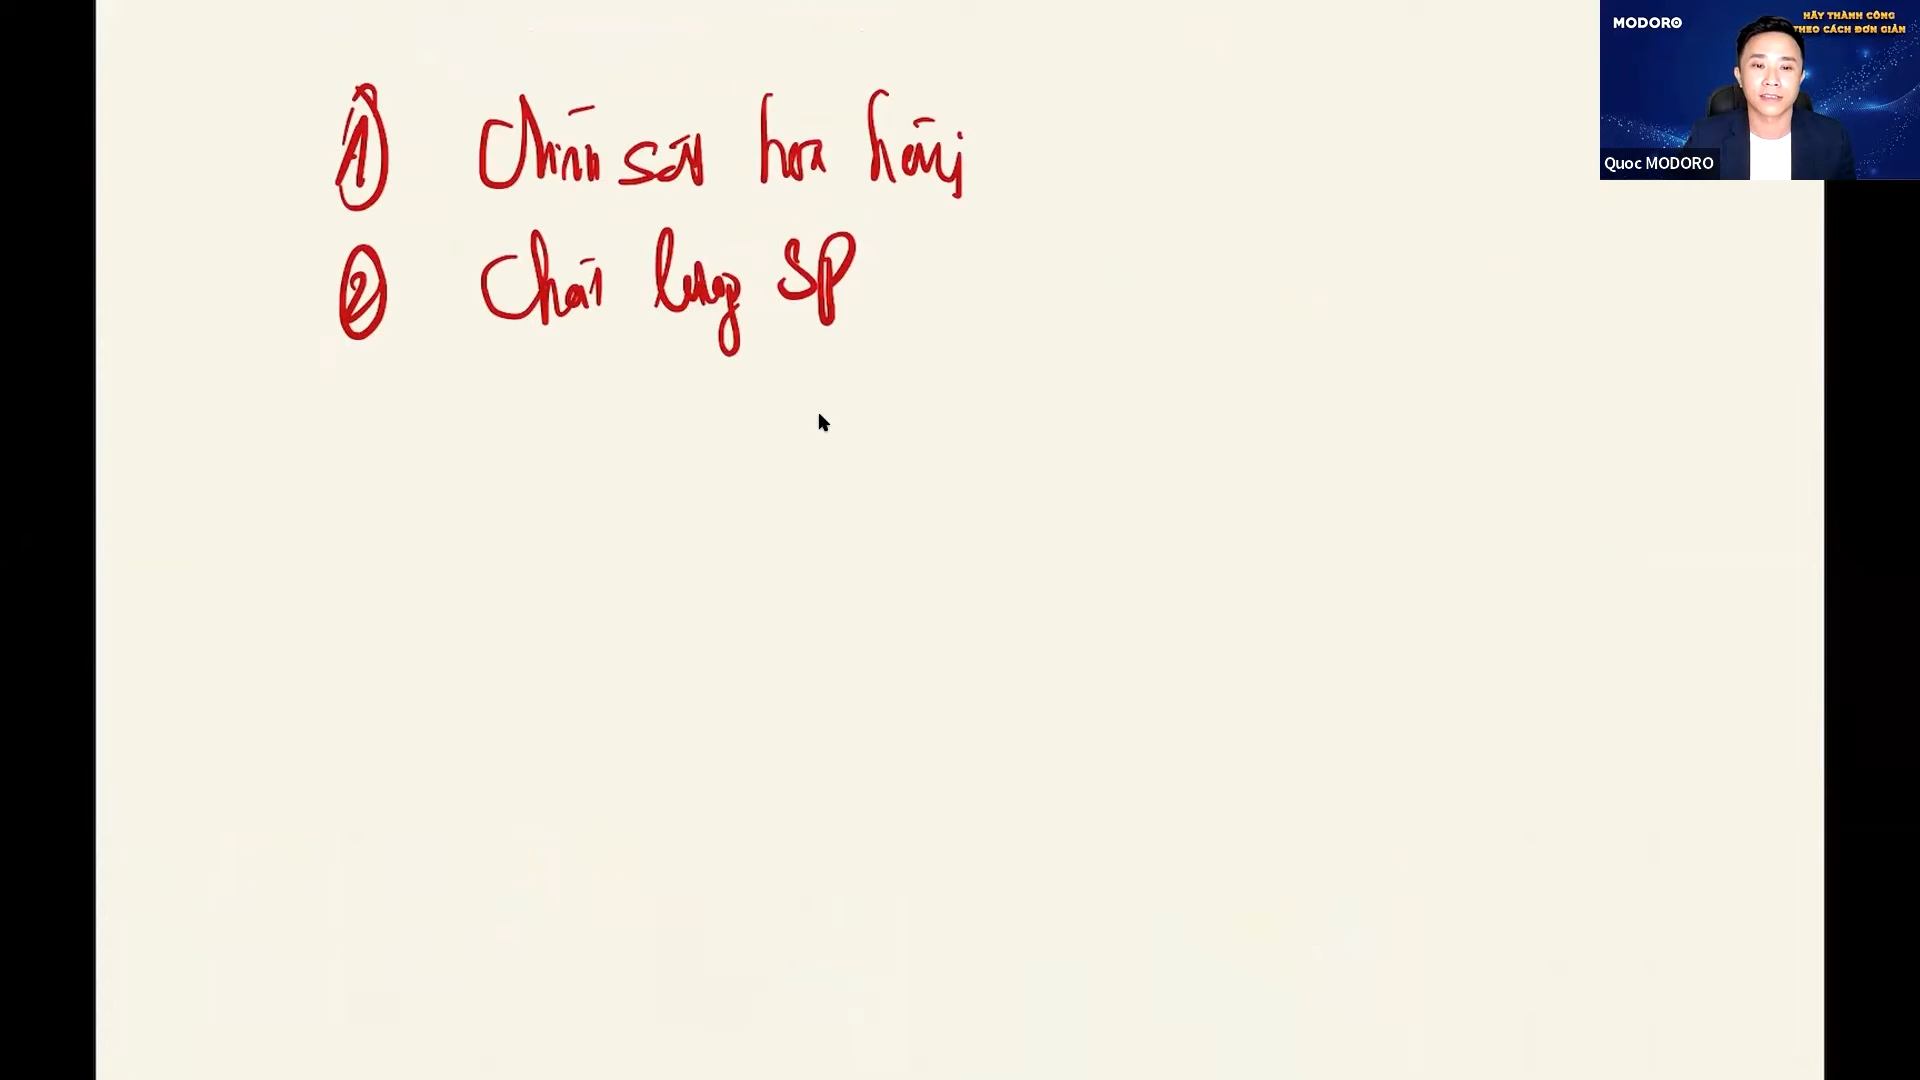 MODORO
HÃY THÀNH CÔNG
THEO CÁCH ĐƠN GIẢN
Quoc MODORO
① Chính sách hoa hồng
② Chất lượng SP